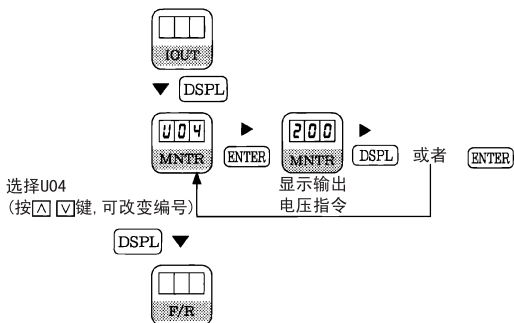 IOUT
DSPL
U04
MNTR
ENTER
200
MNTR
DSPL
或者
ENTER
选择U04
(按∧ ∨键, 可改变编号)
显示输出
电压指令
DSPL
F/R